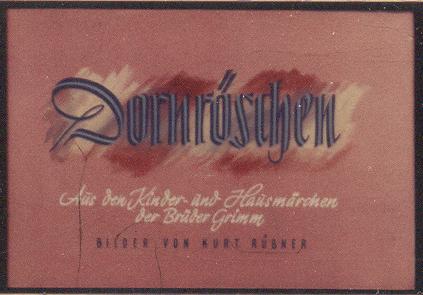 Dornröschen
Aus den Kinder- und Hausmärchen
der Brüder Grimm
BILDER VON KURT RÜBNER